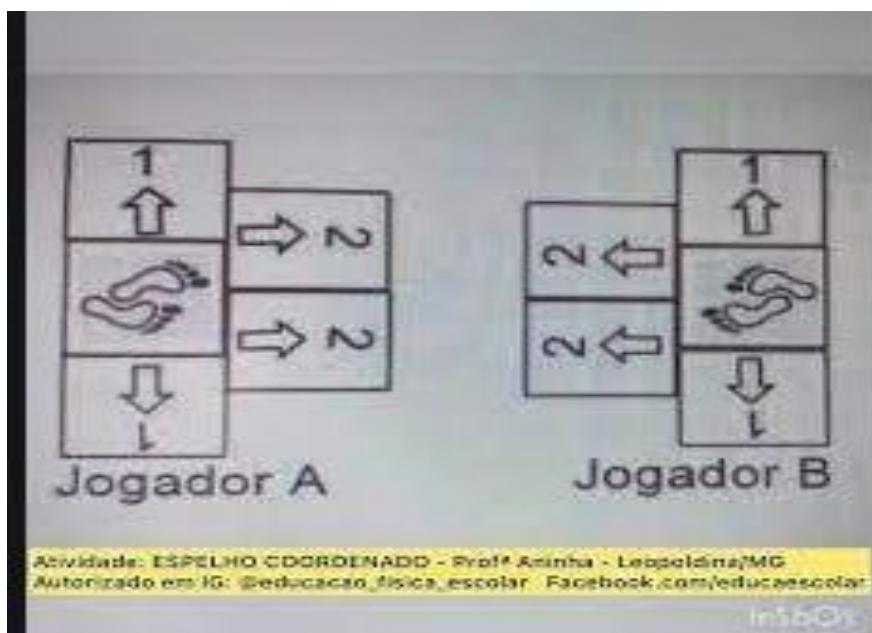 1 1
2 2
2 2
1 1
Jogador A Jogador B
Atividade: ESPELHO COORDENADO - Profª Aninha - Leopoldina/MG
Autorizado em IG: @educacao_fisica_escolar Facebook.com/educaescolar